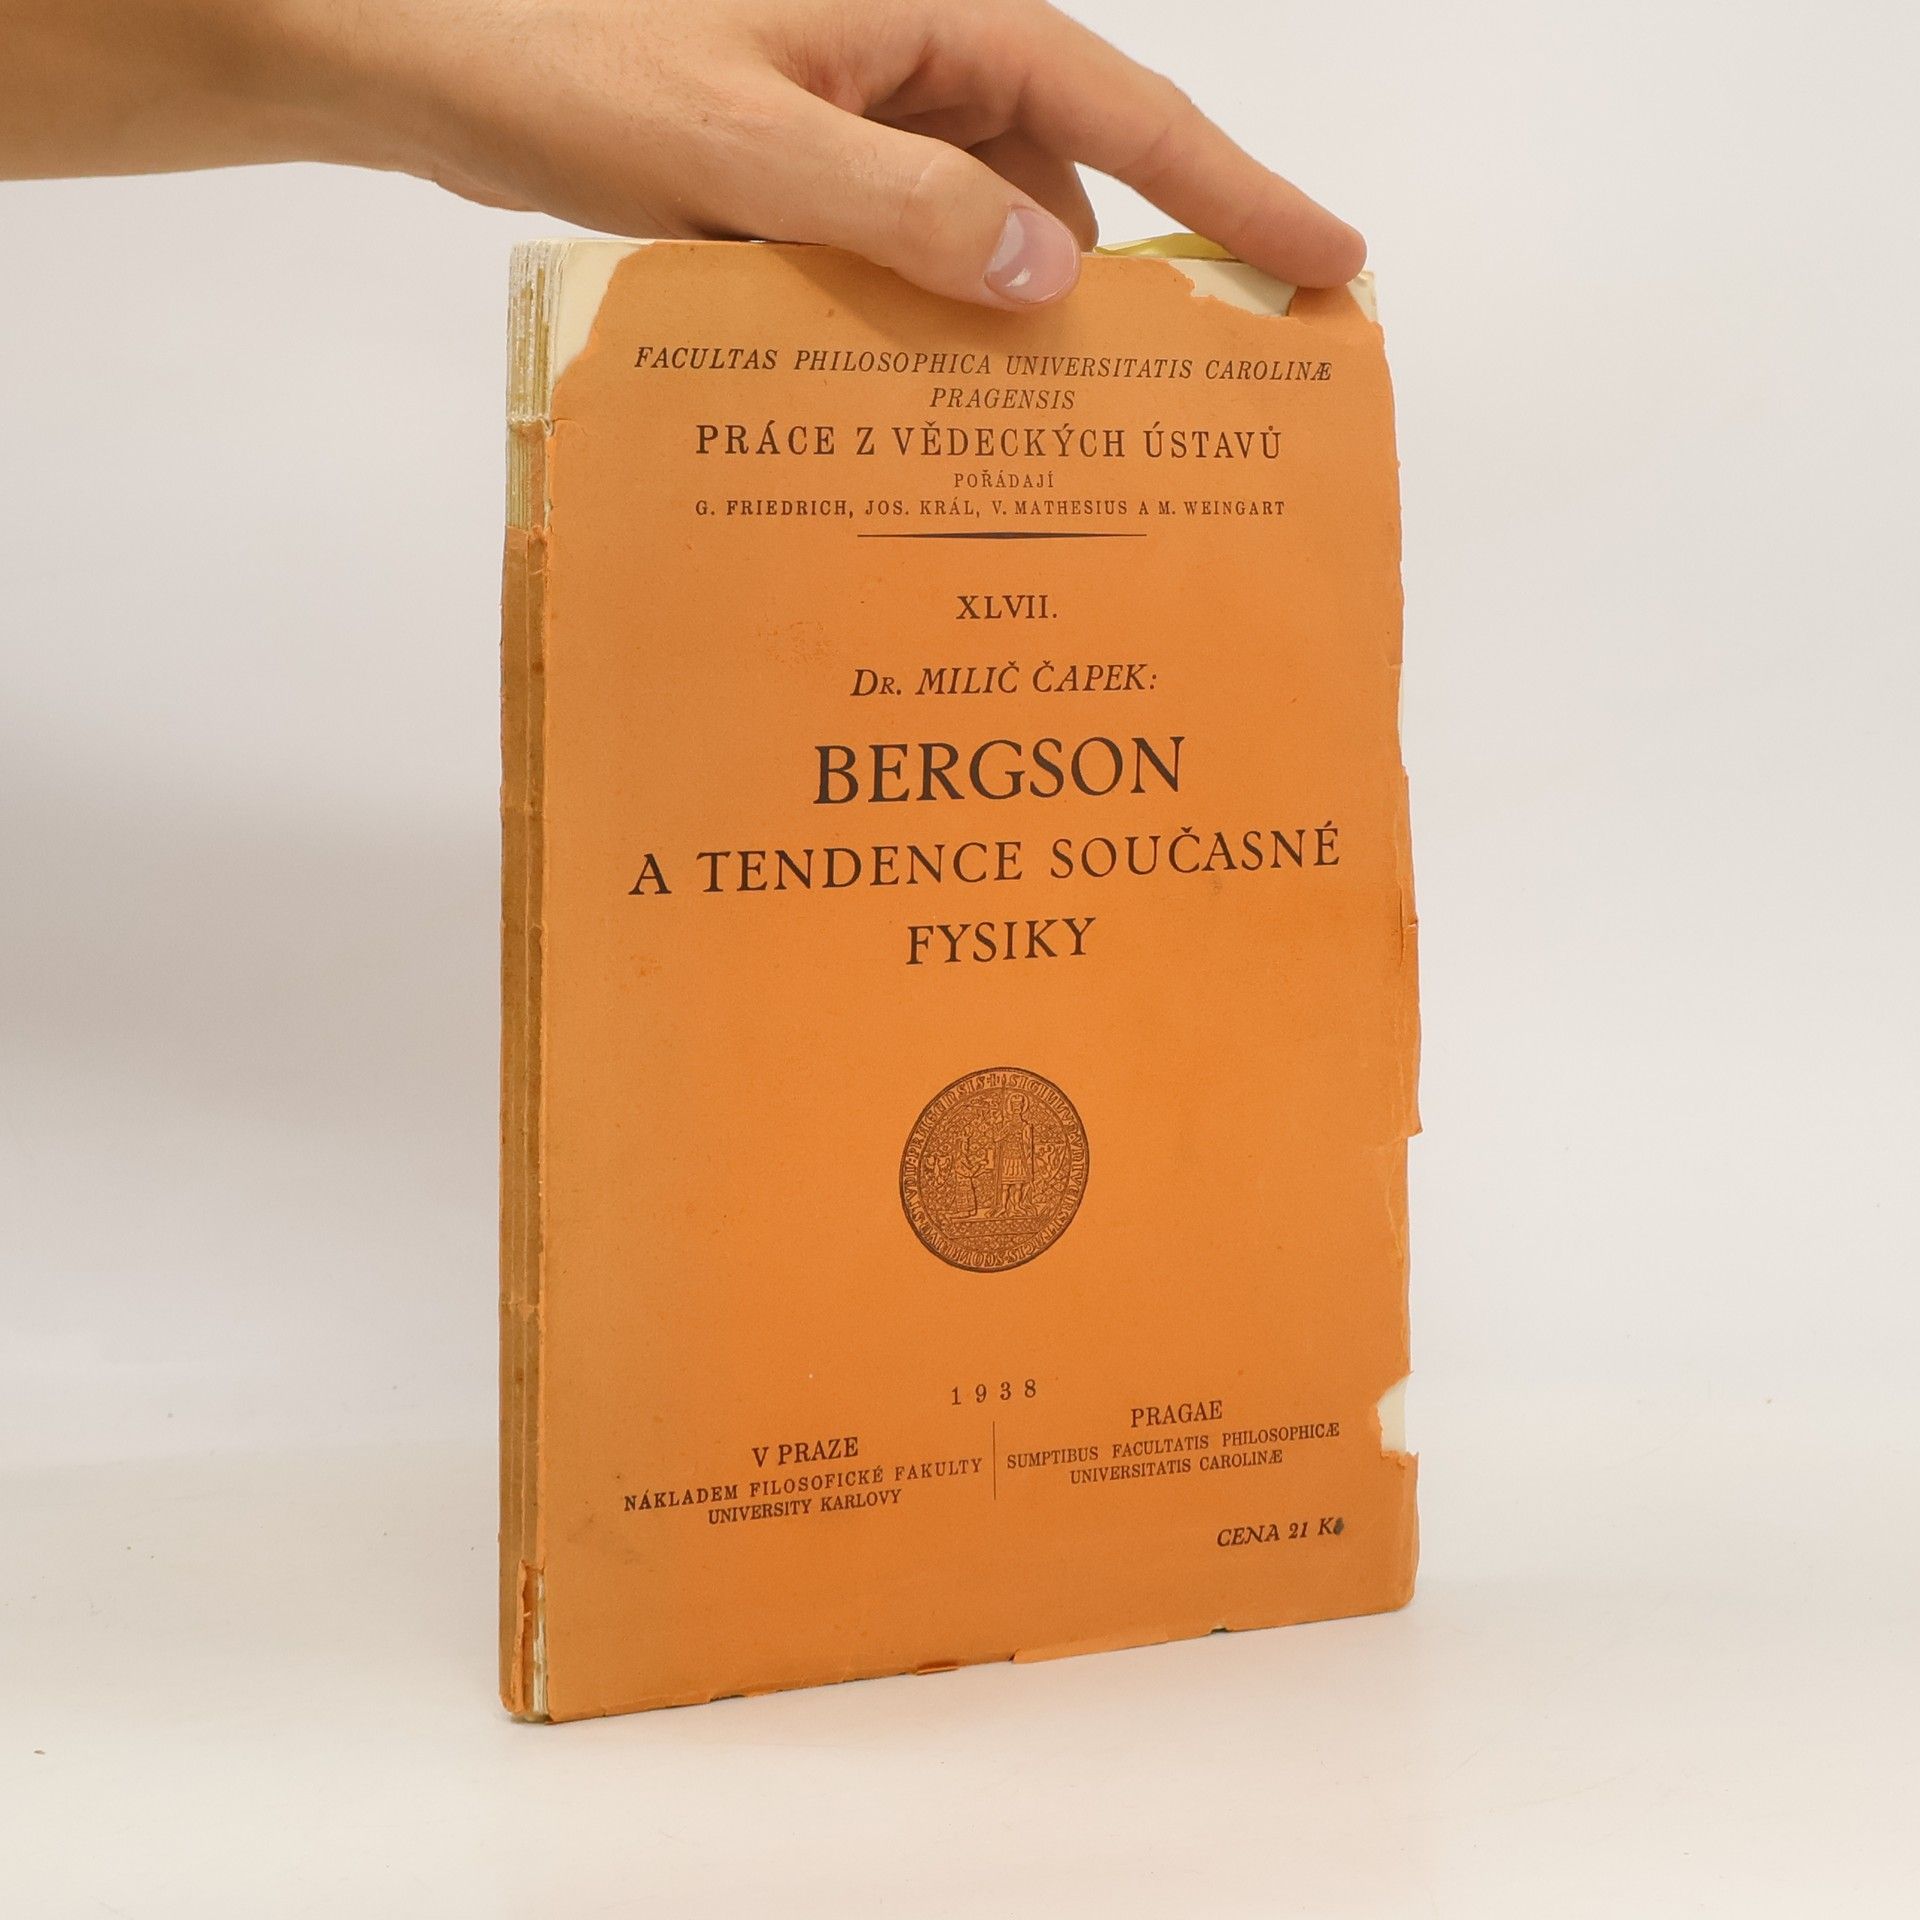 FACULTAS PHILOSOPHICA UNIVERSITATIS CAROLINÆ
PRAGENSIS
PRÁCE Z VĚDECKÝCH ÚSTAVŮ
POŘÁDAJÍ
G. FRIEDRICH, JOS. KRÁL, V. MATHESIUS A M. WEINGART
XLVII.
DR. MILIČ ČAPEK:
BERGSON
A TENDENCE SOUČASNÉ
FYSIKY
1938
V PRAZE
NÁKLADEM FILOSOFICKÉ FAKULTY
UNIVERSITY KARLOVY
PRAGAE
SUMPTIBUS FACULTATIS PHILOSOPHICÆ
UNIVERSITATIS CAROLINÆ
CENA 21